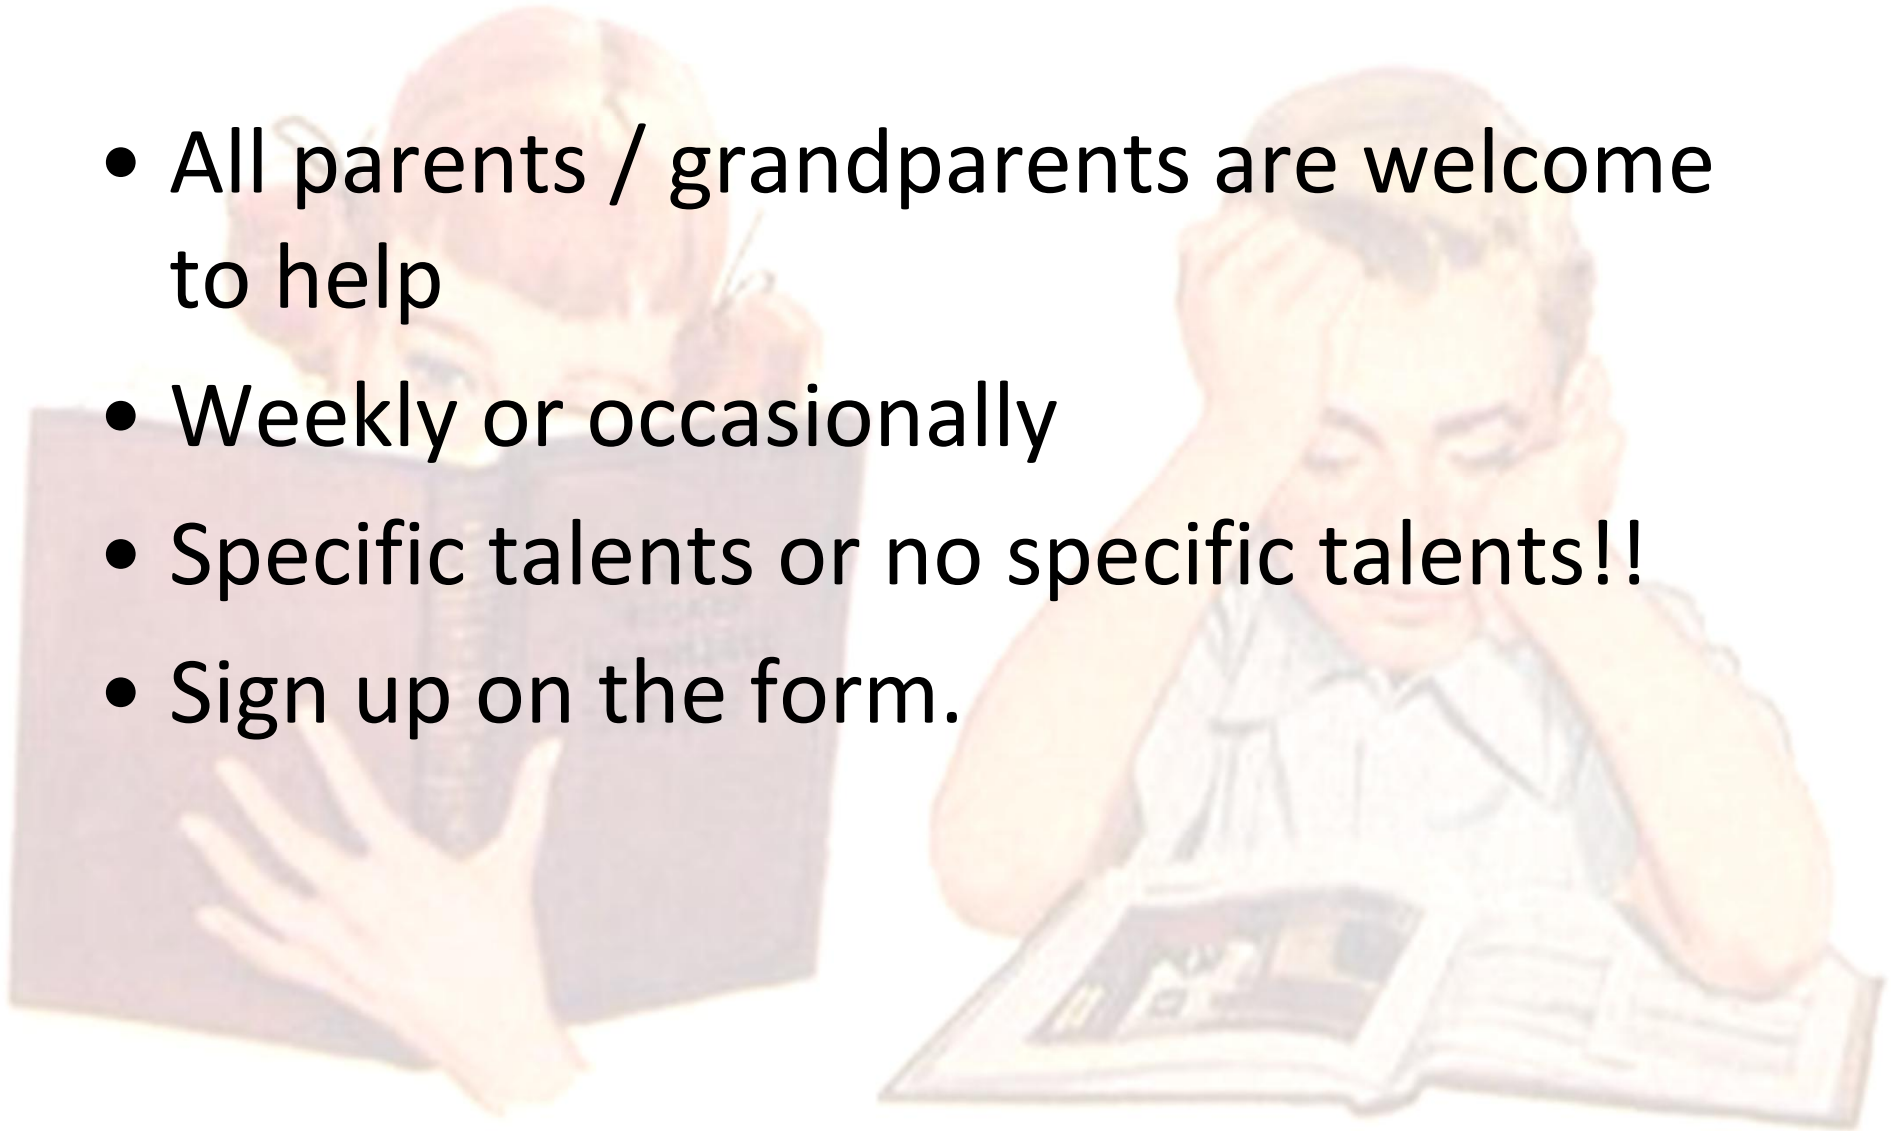 • All parents / grandparents are welcome
to help
• Weekly or occasionally
• Specific talents or no specific talents!!
• Sign up on the form.